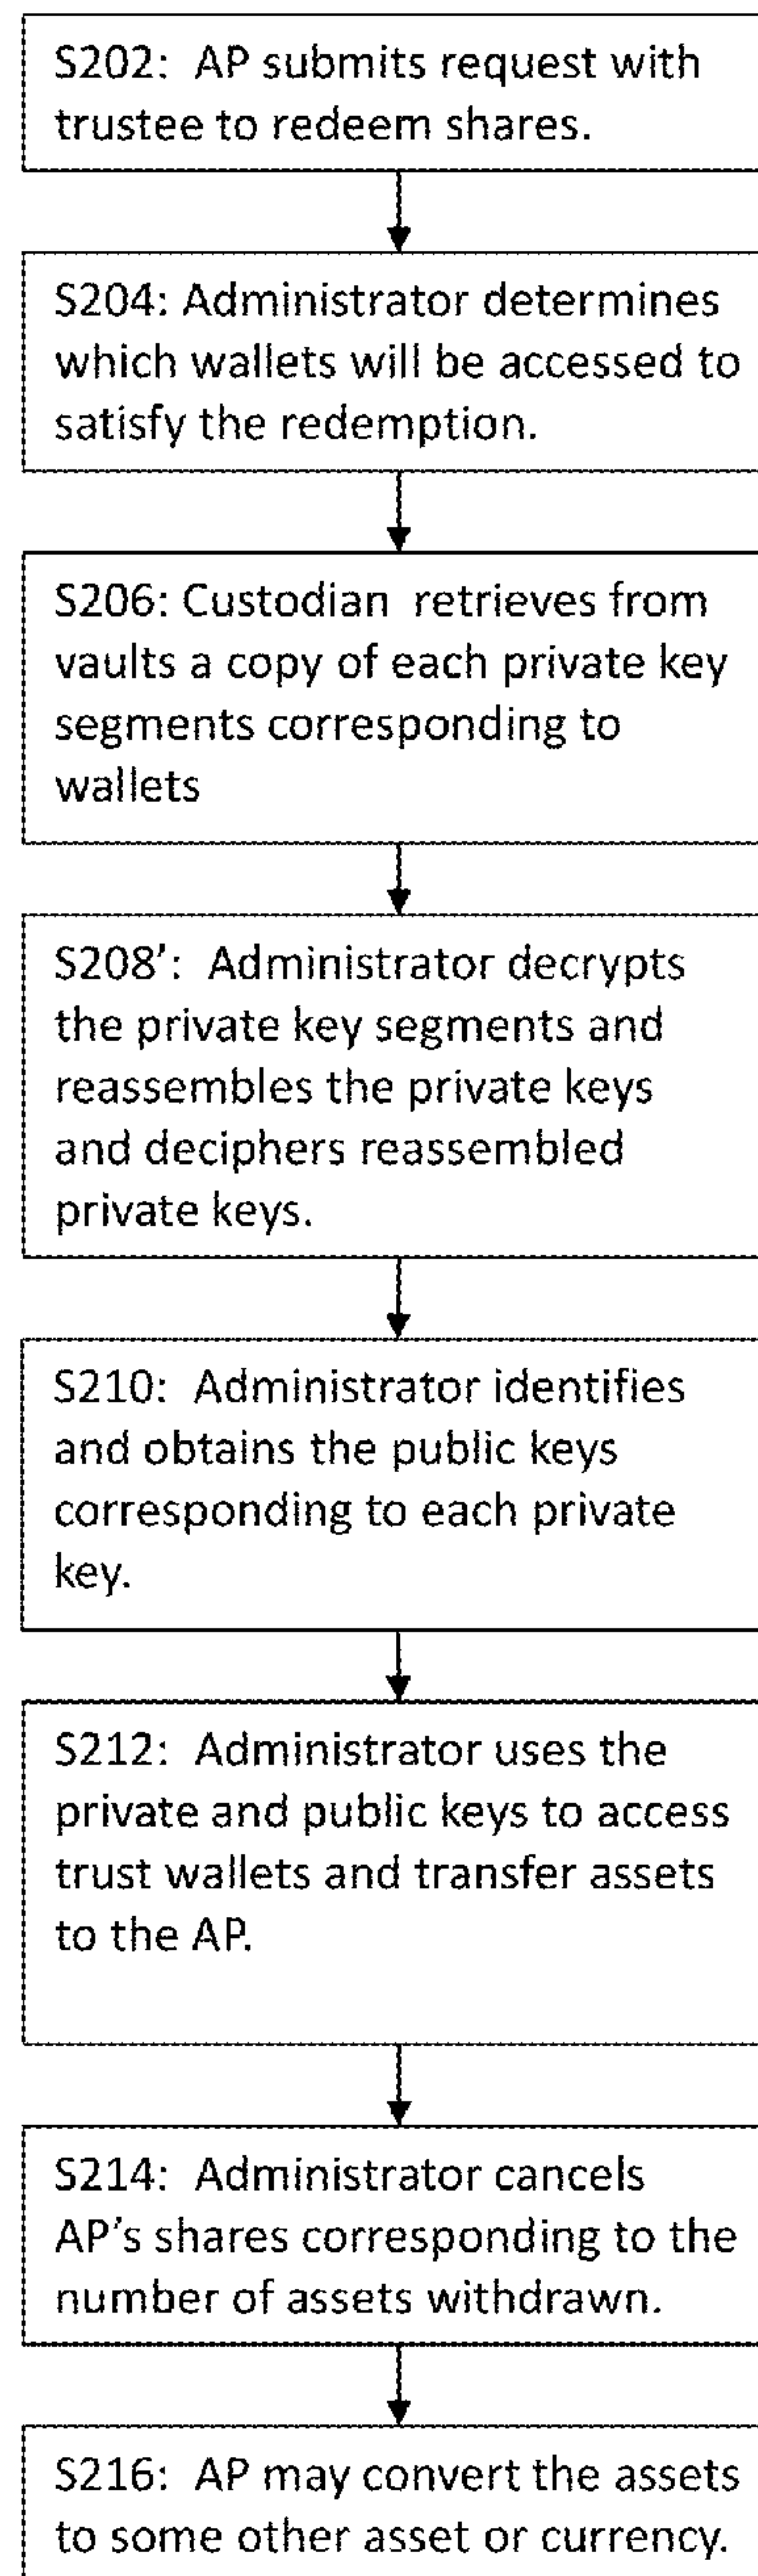 S202: AP submits request with
trustee to redeem shares.
S204: Administrator determines
which wallets will be accessed to
satisfy the redemption.
S206: Custodian retrieves from
vaults a copy of each private key
segments corresponding to
wallets
S208': Administrator decrypts
the private key segments and
reassembles the private keys
and deciphers reassembled
private keys.
S210: Administrator identifies
and obtains the public keys
corresponding to each private
key.
S212: Administrator uses the
private and public keys to access
trust wallets and transfer assets
to the AP.
S214: Administrator cancels
AP's shares corresponding to the
number of assets withdrawn.
S216: AP may convert the assets
to some other asset or currency.